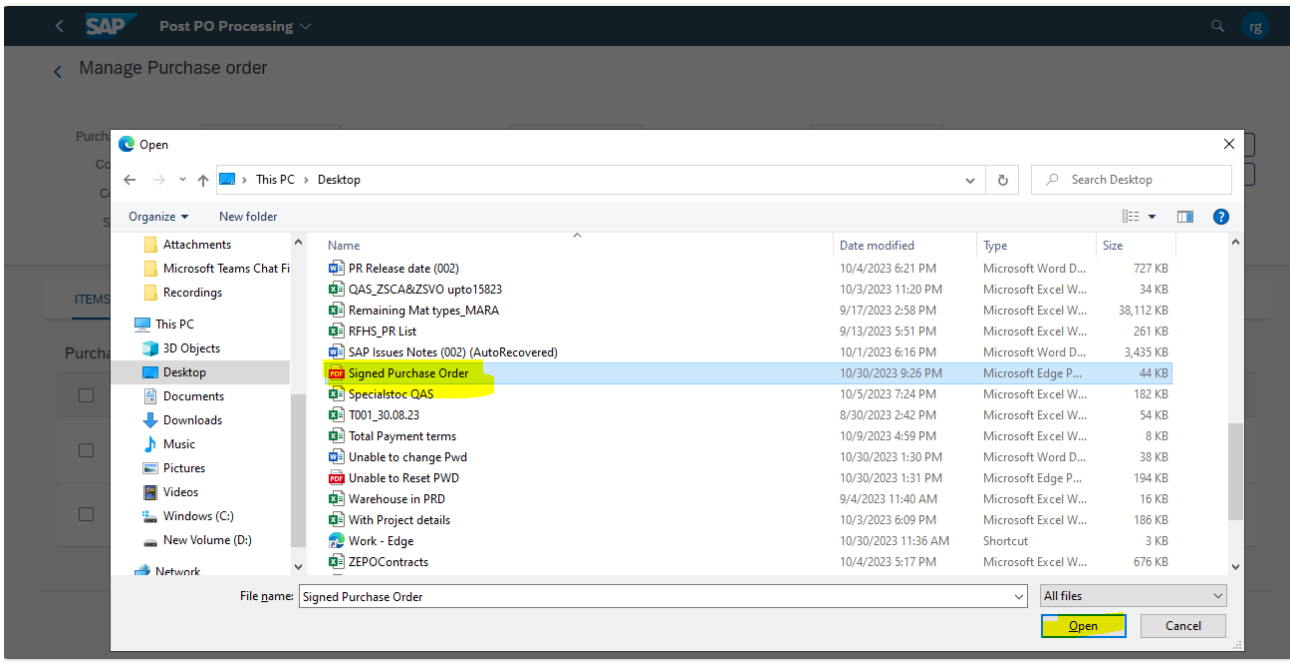 SAP Post PO Processing rg
Manage Purchase order
Purch
Open
Co
This PC > Desktop
Search Desktop
Organize New folder
Attachments
Microsoft Teams Chat Fi
Recordings
This PC
3D Objects
Desktop
Documents
Downloads
Music
Pictures
Videos
Windows (C:)
New Volume (D:)
Network
ITEMS
Purcha
Name Date modified Type Size
PR Release date (002) 10/4/2023 6:21 PM Microsoft Word D... 727 KB
QAS_ZSCA&ZSVO upto15823 10/3/2023 11:20 PM Microsoft Excel W... 34 KB
Remaining Mat types_MARA 9/17/2023 2:58 PM Microsoft Excel W... 38,112 KB
RFHS_PR List 9/13/2023 5:51 PM Microsoft Excel W... 261 KB
SAP Issues Notes (002) (AutoRecovered) 10/1/2023 6:16 PM Microsoft Word D... 3,435 KB
Signed Purchase Order 10/30/2023 9:26 PM Microsoft Edge P... 44 KB
Specialstoc QAS 10/5/2023 7:24 PM Microsoft Excel W... 182 KB
T001_30.08.23 8/30/2023 2:42 PM Microsoft Excel W... 54 KB
Total Payment terms 10/9/2023 4:59 PM Microsoft Excel W... 8 KB
Unable to change Pwd 10/30/2023 1:30 PM Microsoft Word D... 38 KB
Unable to Reset PWD 10/30/2023 1:31 PM Microsoft Edge P... 194 KB
Warehouse in PRD 9/4/2023 11:40 AM Microsoft Excel W... 16 KB
With Project details 10/3/2023 6:09 PM Microsoft Excel W... 186 KB
Work - Edge 10/30/2023 11:36 AM Shortcut 3 KB
ZEPOContracts 10/4/2023 5:17 PM Microsoft Excel W... 676 KB
File name: Signed Purchase Order All files
Open Cancel